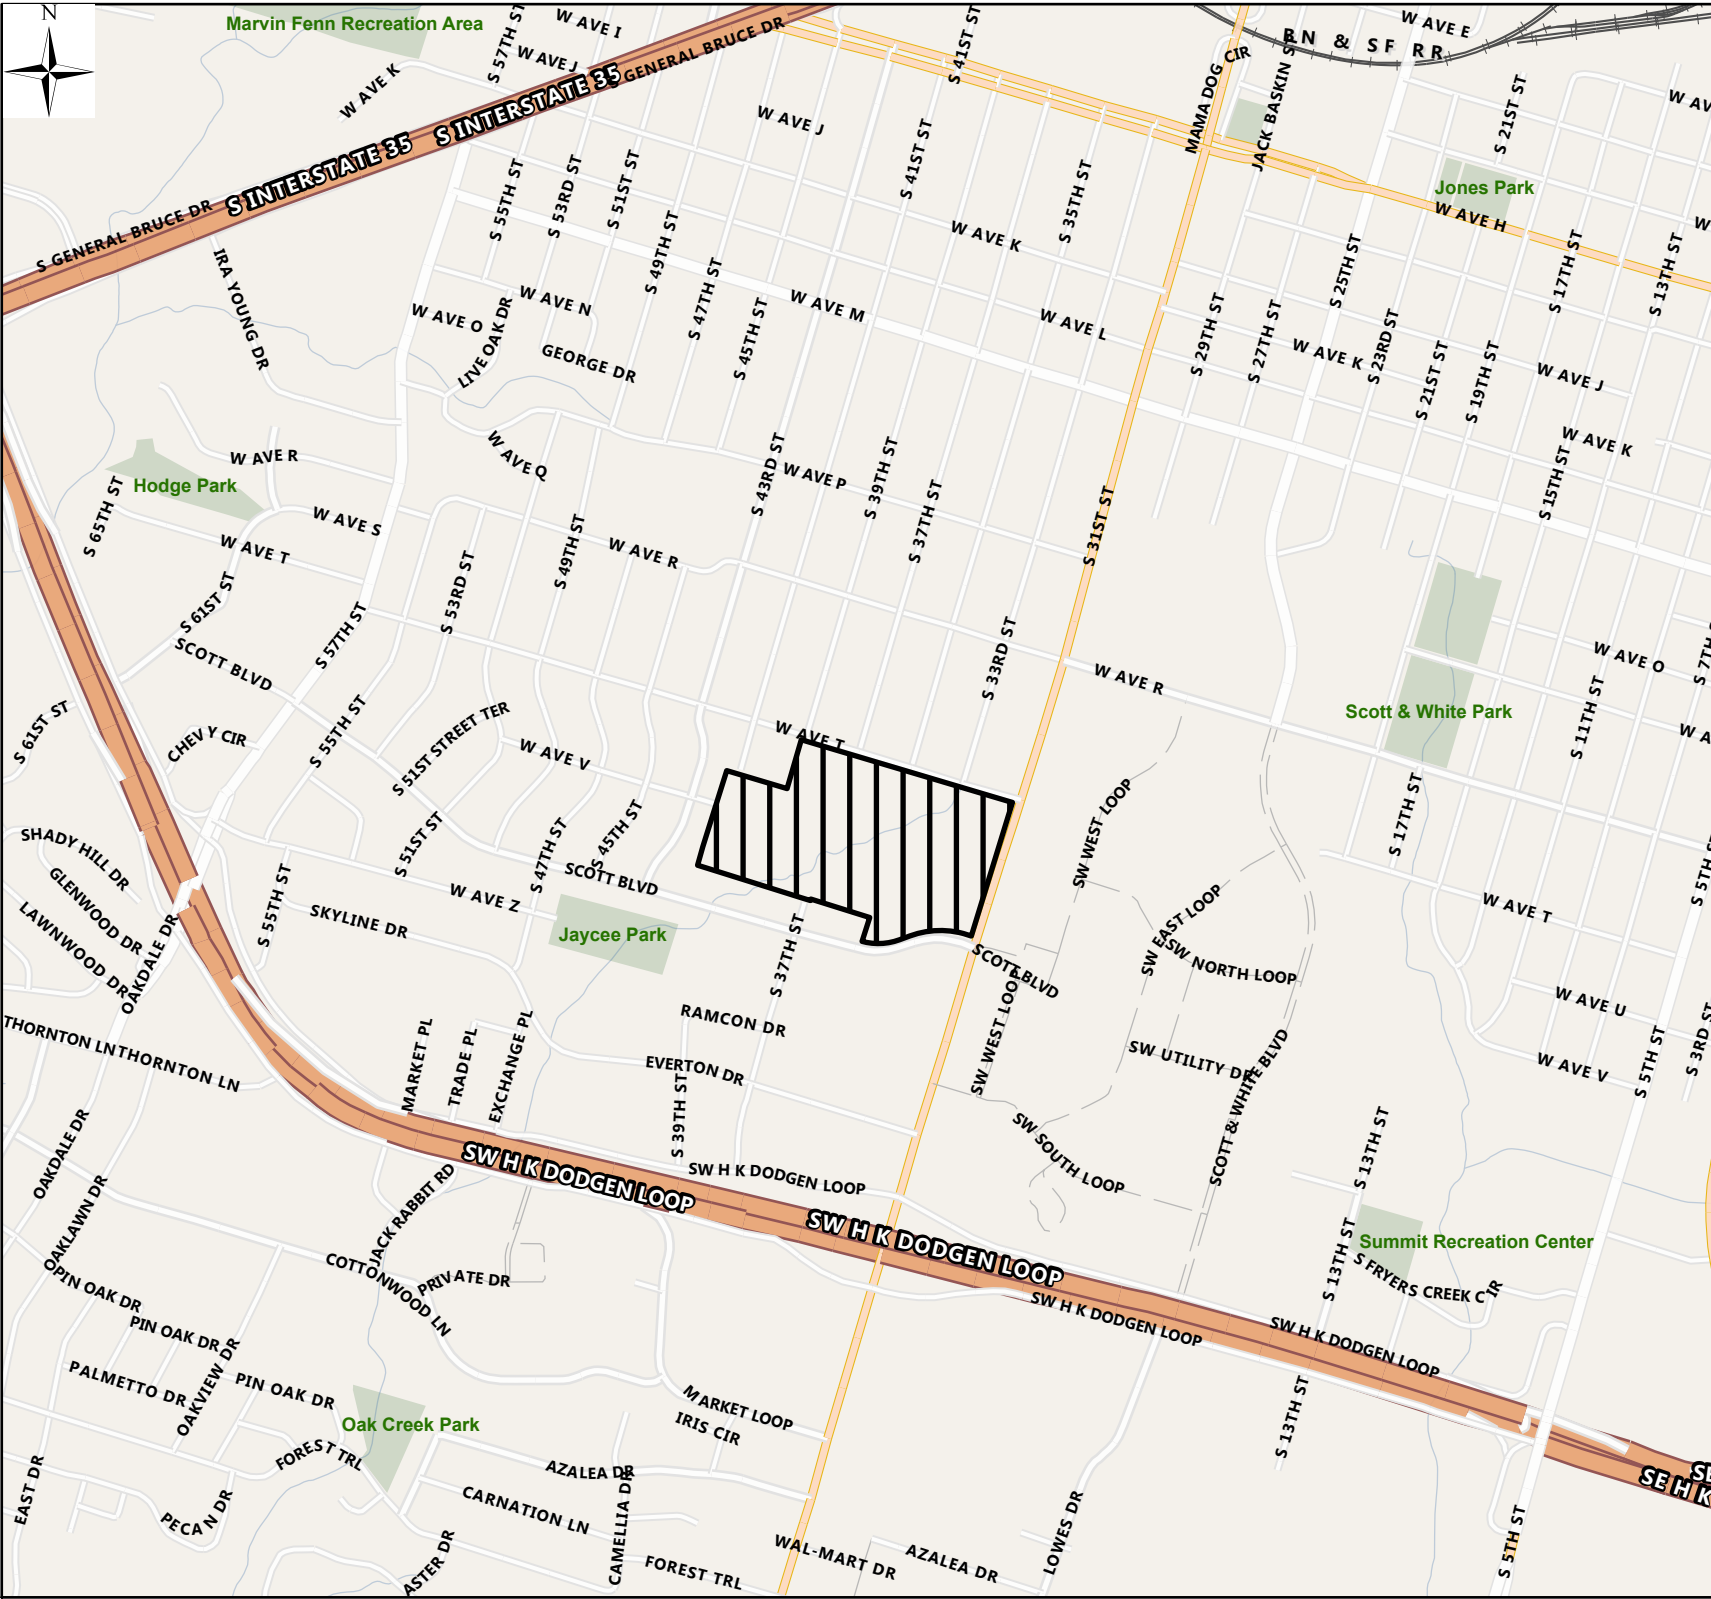 N
Marvin Fenn Recreation Area
S 57TH ST
W AVE I
W AVE J
W AVE K
S INTERSTATE 35
S INTERSTATE 35
GENERAL BRUCE DR
S GENERAL BRUCE DR
S 41ST ST
W AVE E
BN & SF RR
MAMA DOG CIR
JACK BASKIN S
S 21ST ST
W AV
W AVE J
S 41ST ST
S 35TH ST
Jones Park
W AVE H
W
S 55TH ST
S 53RD ST
S 51ST ST
S 49TH ST
W AVE K
S 25TH ST
S 17TH ST
S 13TH ST
IRA YOUNG DR
W AVE O
LIVE OAK DR
W AVE N
S 47TH ST
S 45TH ST
W AVE M
W AVE L
S 29TH ST
S 27TH ST
W AVE K
S 23RD ST
S 21ST ST
S 19TH ST
W AVE J
GEORGE DR
W AVE R
Hodge Park
W AVE Q
S 43RD ST
W AVE P
S 39TH ST
S 37TH ST
S 31ST ST
S 15TH ST
W AVE K
S 65TH ST
W AVE S
W AVE T
S 61ST ST
S 53RD ST
S 49TH ST
W AVE R
SCOTT BLVD
S 57TH ST
S 33RD ST
W AVE R
W AVE O
S 7TH
S 61ST ST
CHEVY CIR
S 55TH ST
S 51ST STREET TER
W AVE V
W AVE T
Scott & White Park
S 11TH ST
W A
SHADY HILL DR
GLENWOOD DR
LAWNWOOD DR
OAKDALE DR
S 55TH ST
S 51ST ST
S 47TH ST
S 45TH ST
SCOTT BLVD
W AVE Z
SKYLINE DR
Jaycee Park
S 37TH ST
SW WEST LOOP
S 17TH ST
S 5TH ST
W AVE T
SW EAST LOOP
SW NORTH LOOP
SCOTT BLVD
SW WEST LOOP
W AVE U
S 3RD ST
THORNTON LN
THORNTON LN
MARKET PL
TRADE PL
EXCHANGE PL
RAMCON DR
EVERTON DR
S 39TH ST
SW UTILITY DR
SCOTT & WHITE BLVD
W AVE V
S 5TH ST
OAKDALE DR
SW SOUTH LOOP
S 13TH ST
SW H K DODGEN LOOP
SW H K DODGEN LOOP
SW H K DODGEN LOOP
OAKLAWN DR
JACK RABBIT RD
S 13TH ST
Summit Recreation Center
S FRYERS CREEK CIR
OPIN OAK DR
COTTONWOOD LN
PRIVATE DR
SW H K DODGEN LOOP
SW H K DODGEN LOOP
PIN OAK DR
PALMETTO DR
OAKVIEW DR
PIN OAK DR
Oak Creek Park
MARKET LOOP
IRIS CIR
S 13TH ST
FOREST TRL
AZALEA DR
EAST DR
PECAN DR
CARNATION LN
CAMELLIA DR
ASTER DR
FOREST TRL
WAL-MART DR
AZALEA DR
LOWES DR
S 5TH ST
SE H K